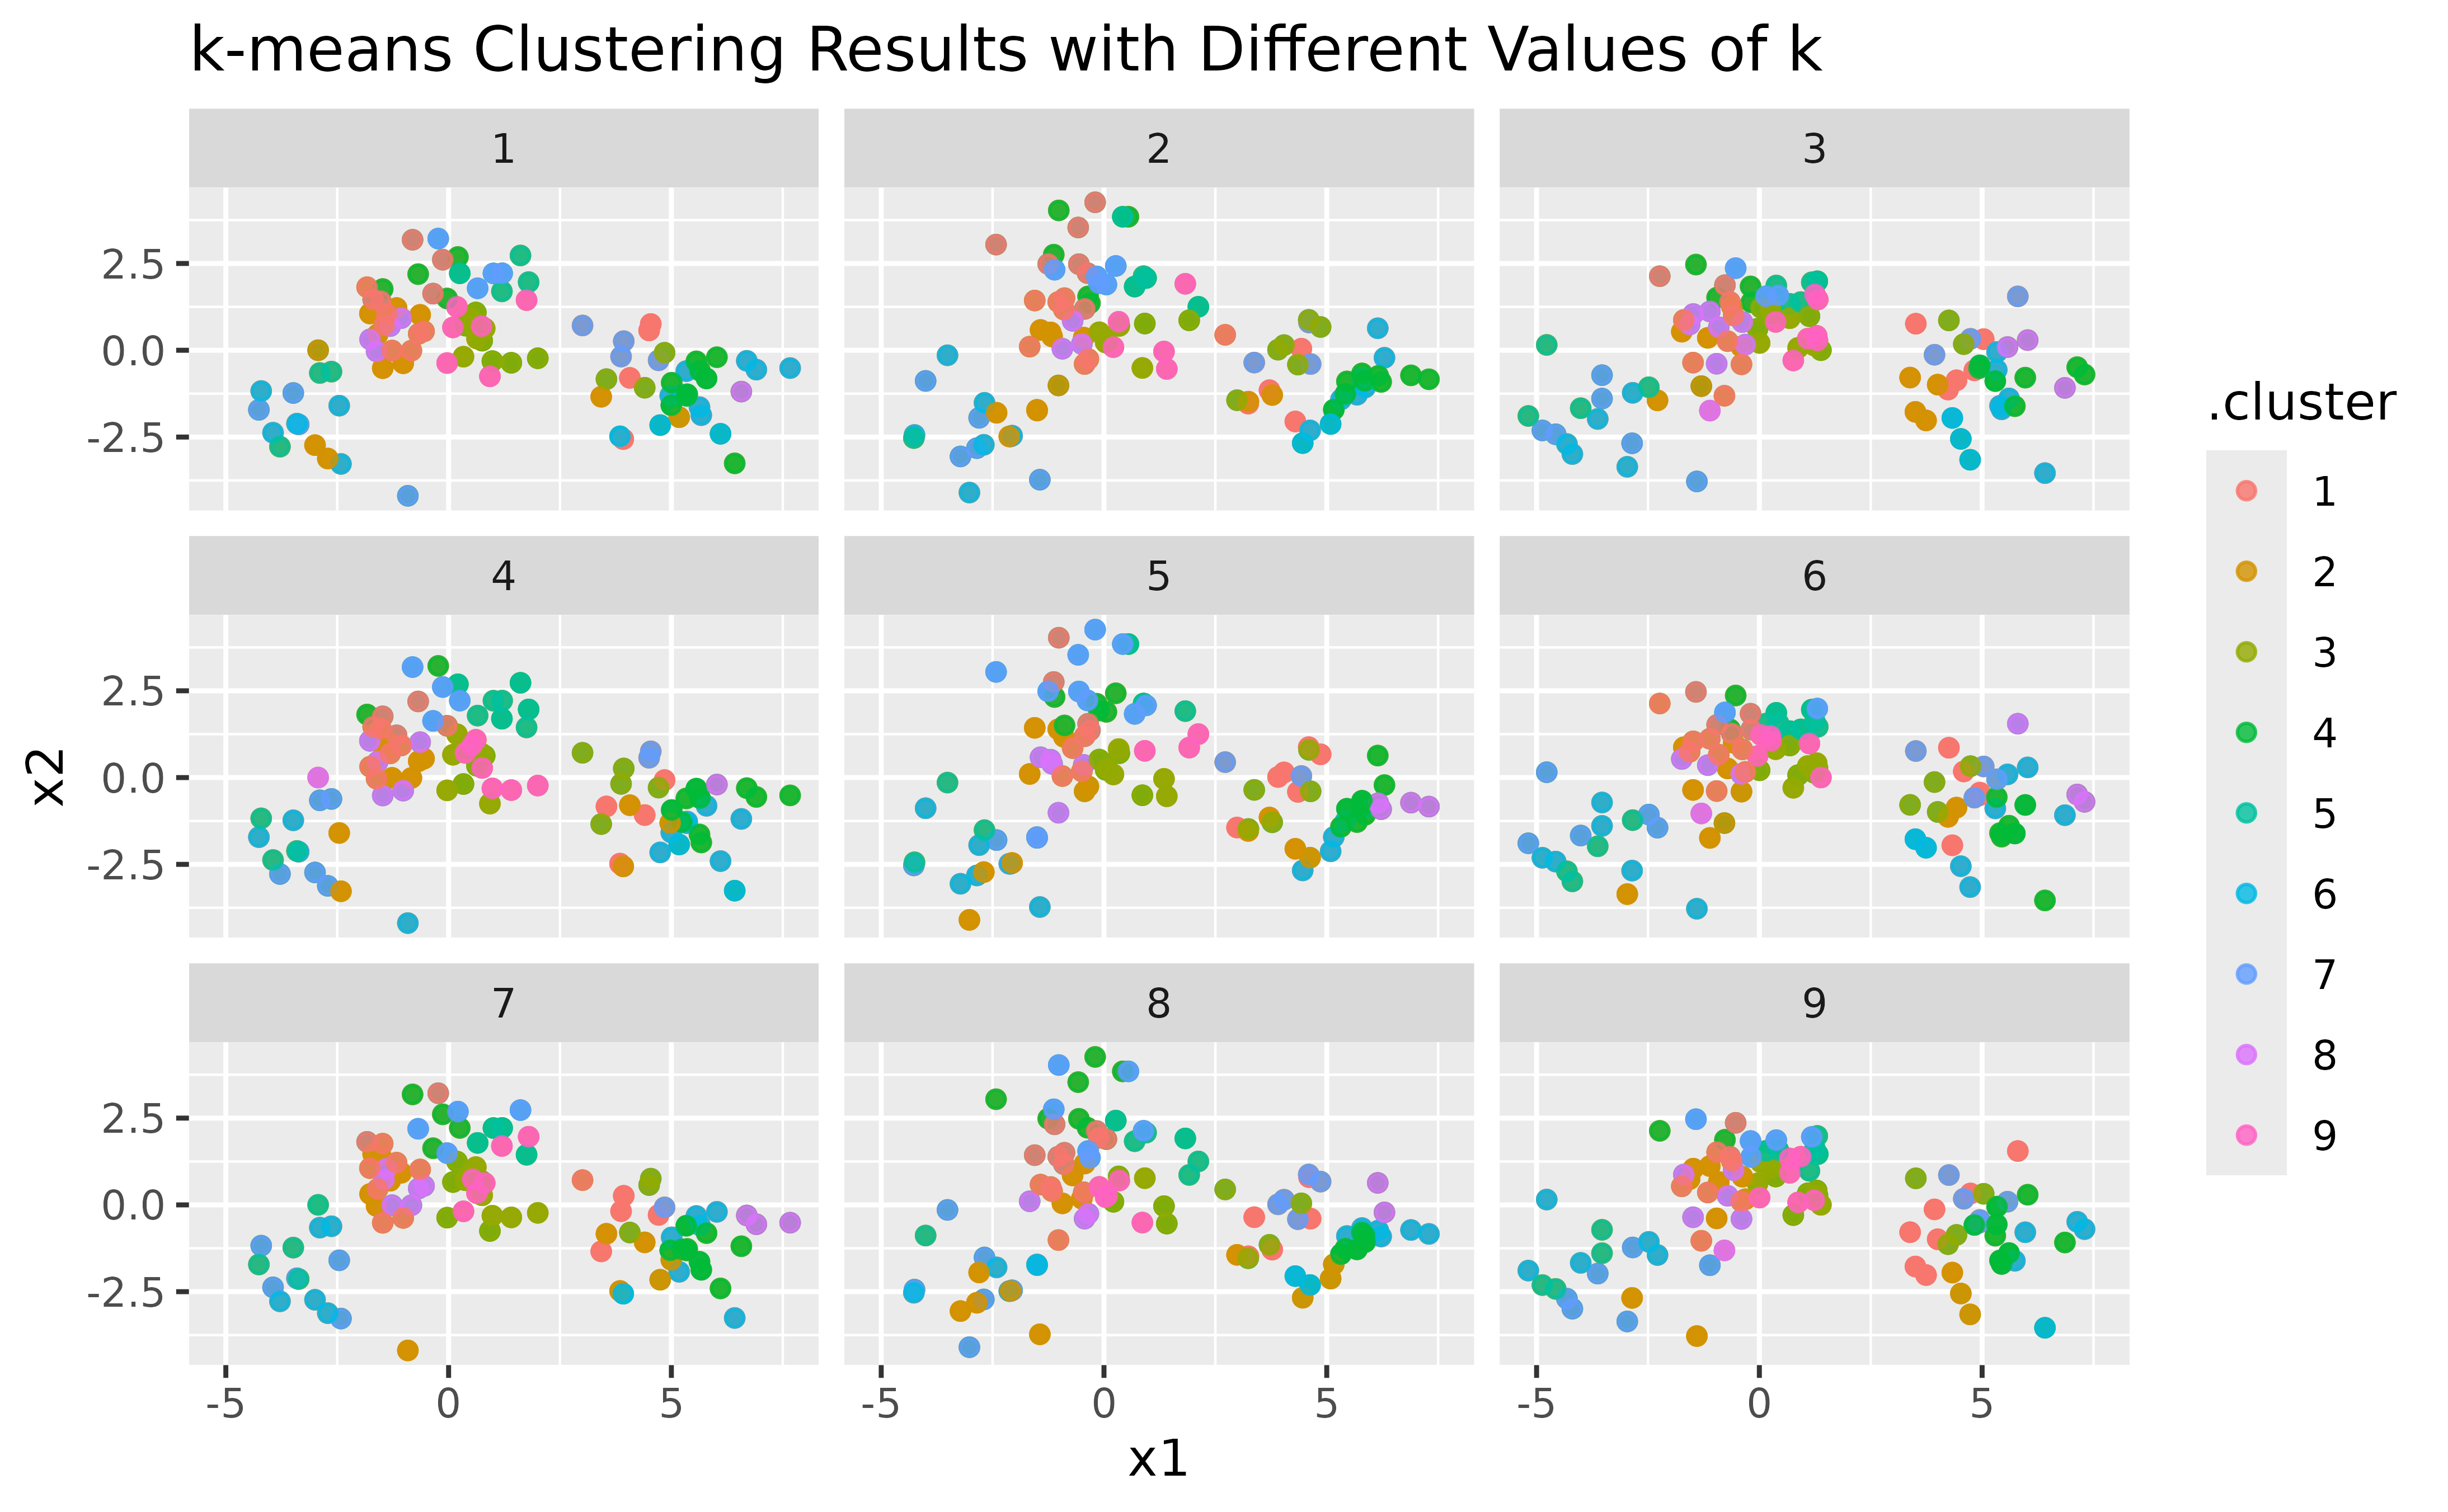 k-means Clustering Results with Different Values of k
1 2 3
2.5
0.0
-2.5
4 5 6
2.5
0.0
-2.5
7 8 9
2.5
0.0
-2.5
-5 0 5 -5 0 5 -5 0 5
x1
x2
.cluster
1
2
3
4
5
6
7
8
9